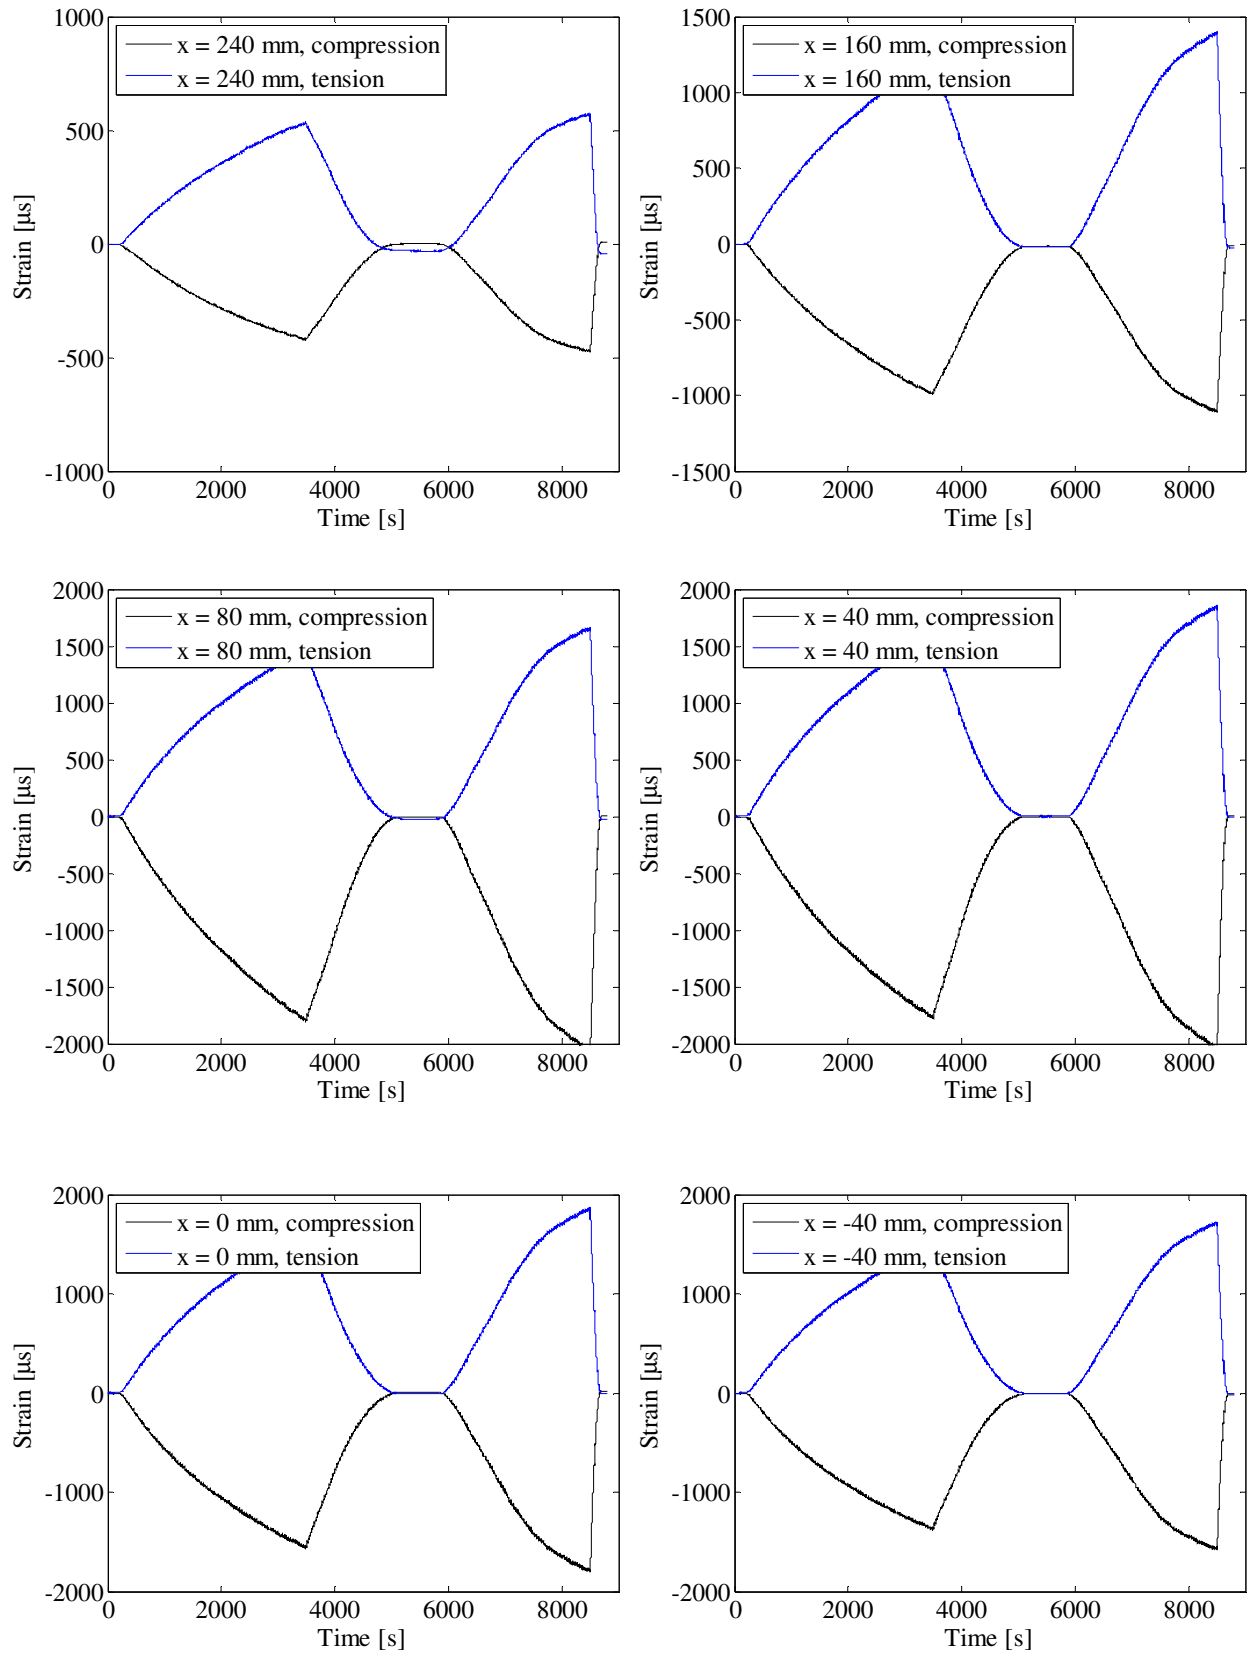 1000
500
0
-500
-1000
Strain [µs]
x = 240 mm, compression
x = 240 mm, tension
0 2000 4000 6000 8000
Time [s]
1500
1000
500
0
-500
-1000
-1500
Strain [µs]
x = 160 mm, compression
x = 160 mm, tension
0 2000 4000 6000 8000
Time [s]
2000
1500
1000
500
0
-500
-1000
-1500
-2000
Strain [µs]
x = 80 mm, compression
x = 80 mm, tension
0 2000 4000 6000 8000
Time [s]
2000
1500
1000
500
0
-500
-1000
-1500
-2000
Strain [µs]
x = 40 mm, compression
x = 40 mm, tension
0 2000 4000 6000 8000
Time [s]
2000
1000
0
-1000
-2000
Strain [µs]
x = 0 mm, compression
x = 0 mm, tension
0 2000 4000 6000 8000
Time [s]
2000
1000
0
-1000
-2000
Strain [µs]
x = -40 mm, compression
x = -40 mm, tension
0 2000 4000 6000 8000
Time [s]